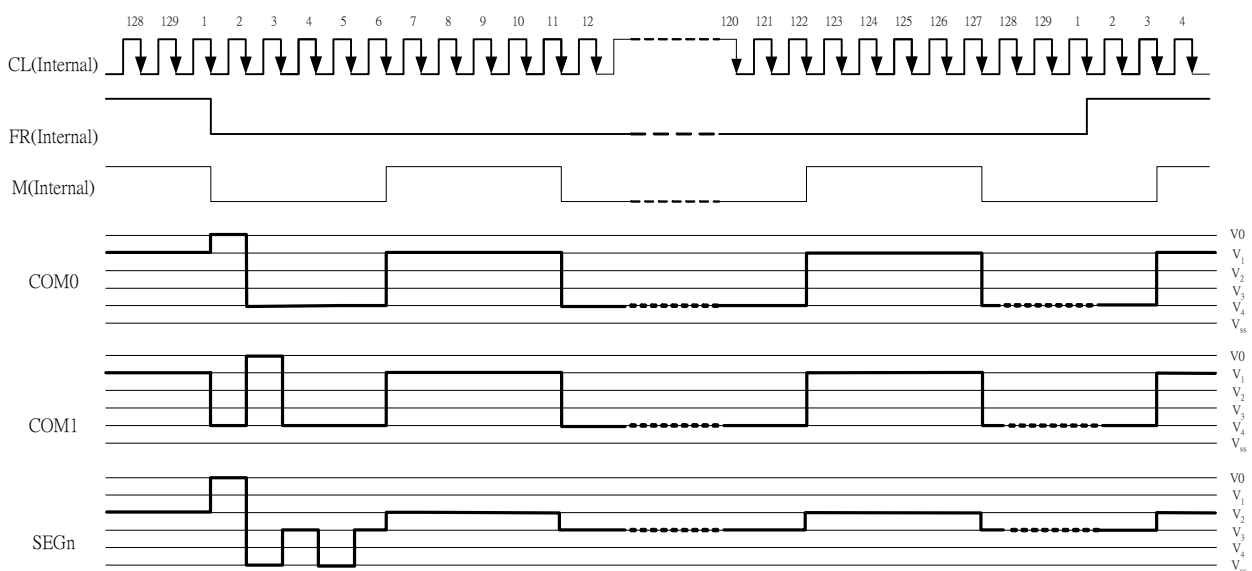 128 129 1 2 3 4 5 6 7 8 9 10 11 12 120 121 122 123 124 125 126 127 128 129 1 2 3 4
CL(Internal)
FR(Internal)
M(Internal)
V0
V1
V2
COM0
V3
V4
Vss
V0
V1
V2
V3
COM1
V4
Vss
V0
V1
V2
V3
SEGn
V4
Vss